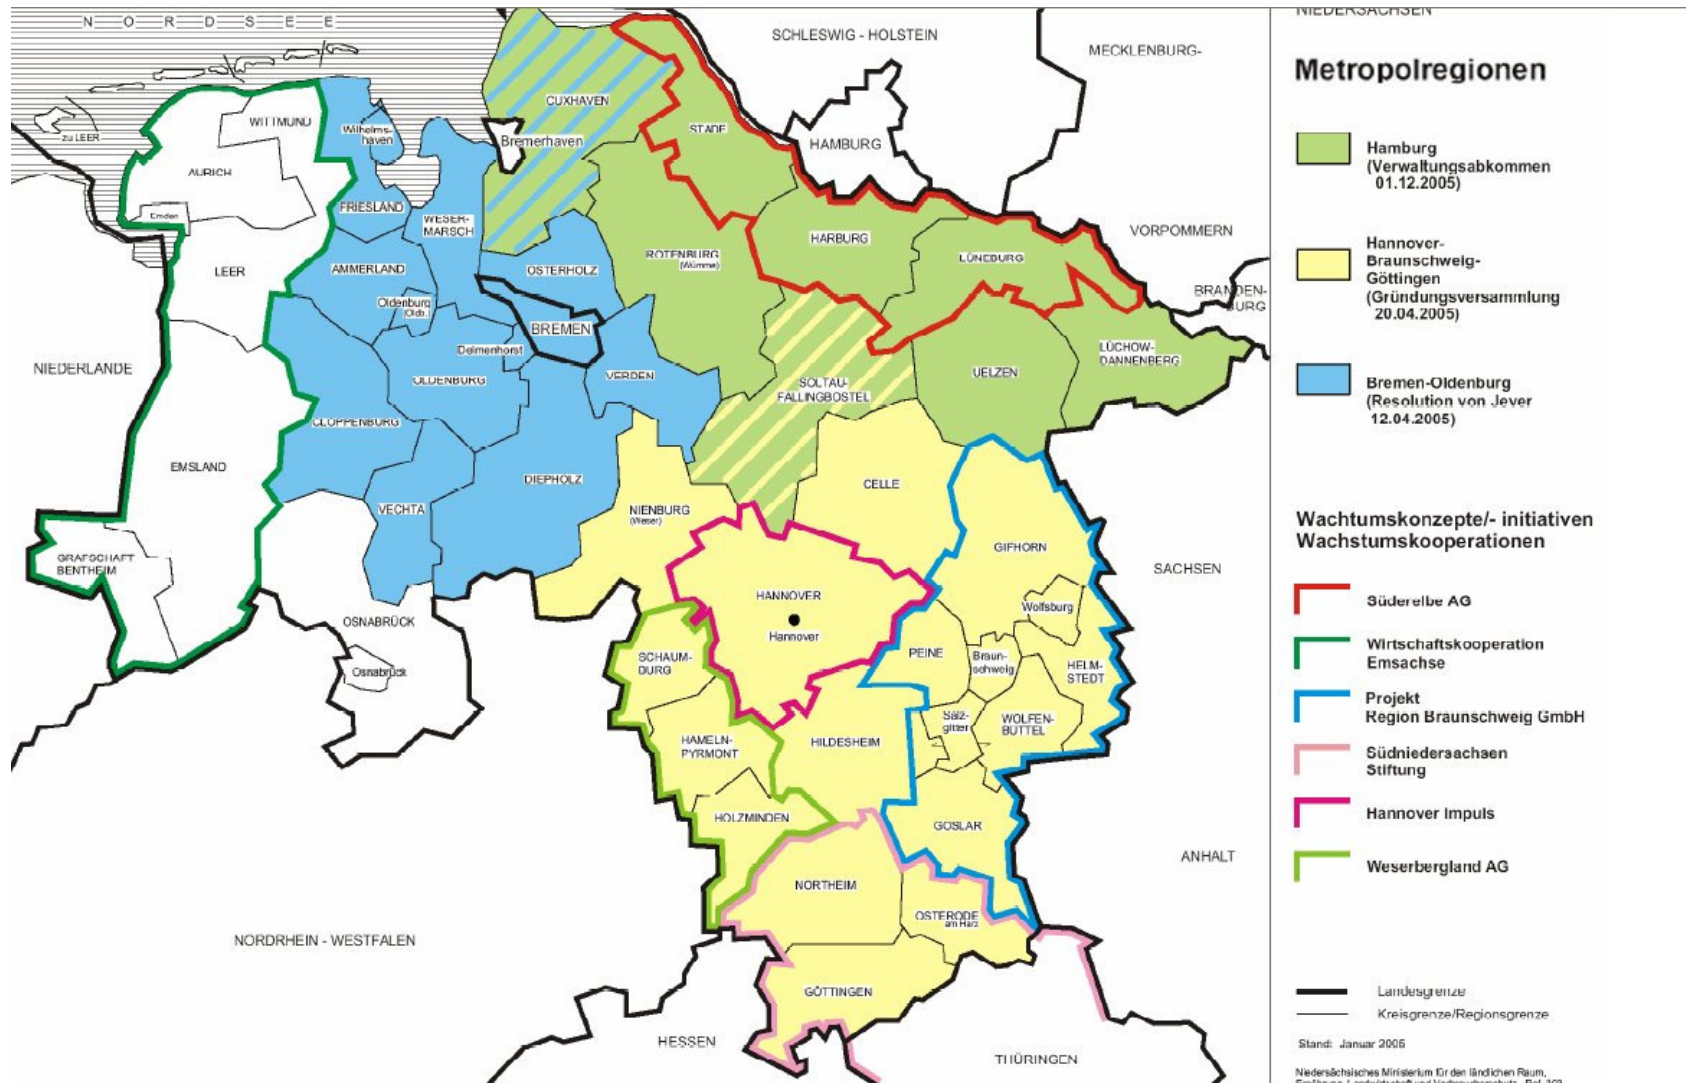 NORDSEE
SCHLESWIG - HOLSTEIN
MECKLENBURG-
CUXHAVEN
WITTMUND
Wilhelms-
haven
zu LEER
Bremerhaven
STADE
HAMBURG
AURICH
Emden
FRIESLAND
WESER-
MARSCH
VORPOMMERN
HARBURG
ROTENBURG
(Wümme)
LÜNEBURG
LEER
AMMERLAND
OSTERHOLZ
BRANDEN-
BURG
Oldenburg
(Oldb.)
BREMEN
Delmenhorst
NIEDERLANDE
OLDENBURG
VERDEN
SOLTAU-
FALLINGBOSTEL
UELZEN
LÜCHOW-
DANNENBERG
CLOPPENBURG
EMSLAND
DIEPHOLZ
CELLE
VECHTA
NIENBURG
(Weser)
GIFHORN
GRAFSCHAFT
BENTHEIM
SACHSEN
HANNOVER
Hannover
Wolfsburg
OSNABRÜCK
Osnabrück
SCHAUM-
BURG
PEINE
Braun-
schweig
HELM-
STEDT
HAMELN-
PYRMONT
HILDESHEIM
Salz-
gitter
WOLFEN-
BÜTTEL
HOLZMINDEN
GOSLAR
ANHALT
NORTHEIM
OSTERODE
am Harz
NORDRHEIN - WESTFALEN
GÖTTINGEN
HESSEN
THÜRINGEN
NIEDERSACHSEN
Metropolregionen
Hamburg
(Verwaltungsabkommen
01.12.2005)
Hannover-
Braunschweig-
Göttingen
(Gründungsversammlung
20.04.2005)
Bremen-Oldenburg
(Resolution von Jever
12.04.2005)
Wachtumskonzepte/- initiativen
Wachstumskooperationen
Süderelbe AG
Wirtschaftskooperation
Emsachse
Projekt
Region Braunschweig GmbH
Südniedersachsen
Stiftung
Hannover Impuls
Weserbergland AG
Landesgrenze
Kreisgrenze/Regionsgrenze
Stand: Januar 2006
Niedersächsisches Ministerium für den ländlichen Raum,